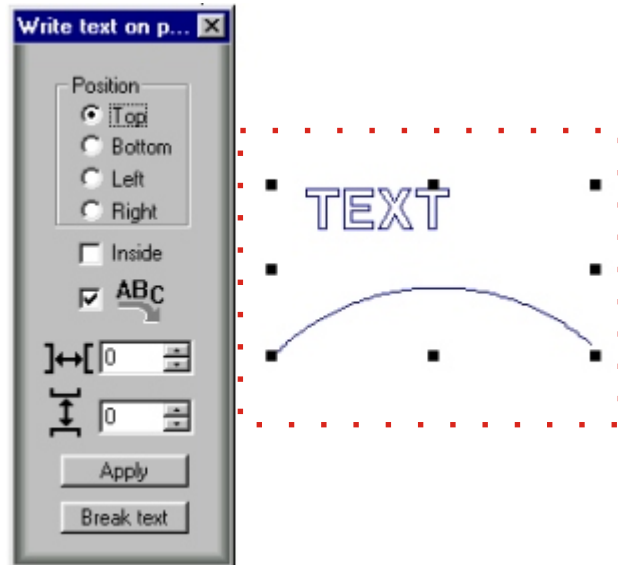 Write text on p...
Position
Top
Bottom
Left
Right
Inside
ABC
0
0
Apply
Break text
TEXT